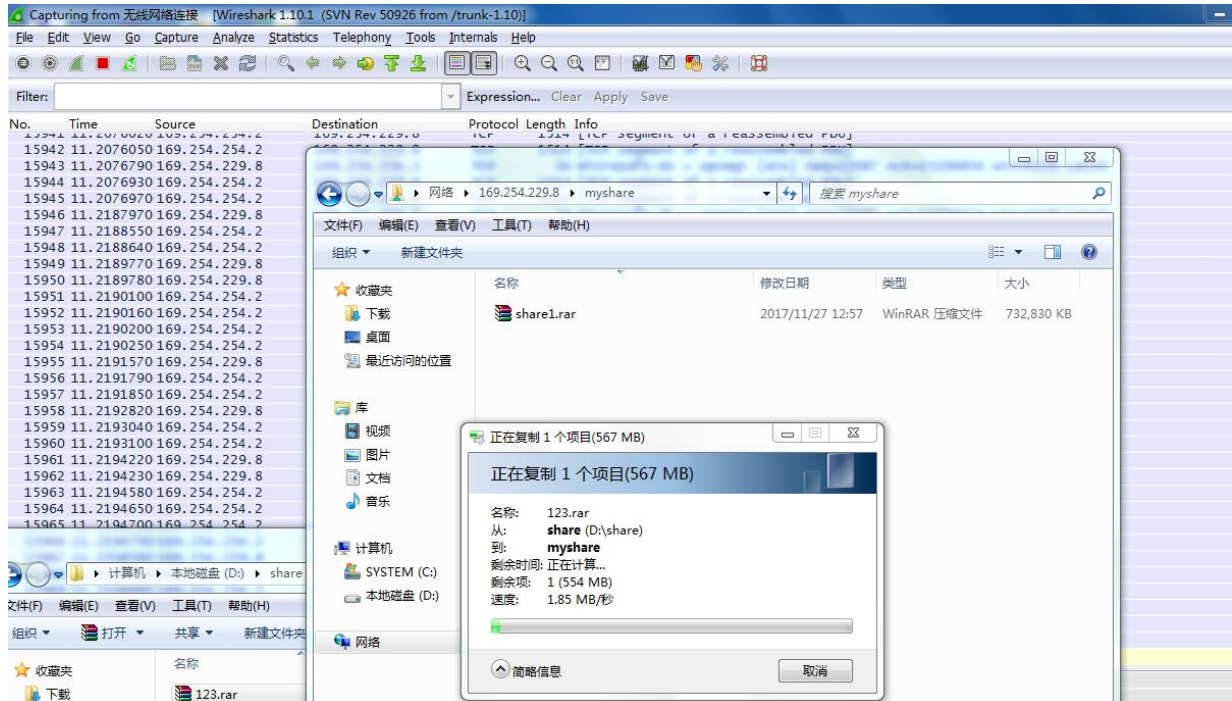 Capturing from 无线网络连接 [Wireshark 1.10.1 (SVN Rev 50926 from /trunk-1.10)]
File Edit View Go Capture Analyze Statistics Telephony Tools Internals Help
Filter: Expression... Clear Apply Save
No. Time Source Destination Protocol Length Info
15942 11.2076050 169.254.254.2
15943 11.2076790 169.254.229.8
15944 11.2076930 169.254.254.2
15945 11.2076970 169.254.254.2
15946 11.2187970 169.254.229.8
15947 11.2188550 169.254.254.2
15948 11.2188640 169.254.254.2
15949 11.2189770 169.254.229.8
15950 11.2189780 169.254.229.8
15951 11.2190100 169.254.254.2
15952 11.2190160 169.254.254.2
15953 11.2190200 169.254.254.2
15954 11.2190250 169.254.254.2
15955 11.2191570 169.254.229.8
15956 11.2191790 169.254.254.2
15957 11.2191850 169.254.254.2
15958 11.2192820 169.254.229.8
15959 11.2193040 169.254.254.2
15960 11.2193100 169.254.254.2
15961 11.2194220 169.254.229.8
15962 11.2194230 169.254.229.8
15963 11.2194580 169.254.254.2
15964 11.2194650 169.254.254.2
15965 11.2194700 169.254.254.2
网络 169.254.229.8 myshare 搜索 myshare
文件(F) 编辑(E) 查看(V) 工具(T) 帮助(H)
组织 新建文件夹
收藏夹
下载
桌面
最近访问的位置
库
视频
图片
文档
音乐
计算机
SYSTEM (C:)
本地磁盘 (D:)
网络
名称 修改日期 类型 大小
share1.rar 2017/11/27 12:57 WinRAR 压缩文件 732,830 KB
正在复制 1 个项目(567 MB)
正在复制 1 个项目(567 MB)
名称: 123.rar
从: share (D:\share)
到: myshare
剩余时间: 正在计算...
剩余项: 1 (554 MB)
速度: 1.85 MB/秒
简略信息 取消
计算机 本地磁盘 (D:) share
文件(F) 编辑(E) 查看(V) 工具(T) 帮助(H)
组织 打开 共享 新建文件夹
收藏夹
下载
名称
123.rar